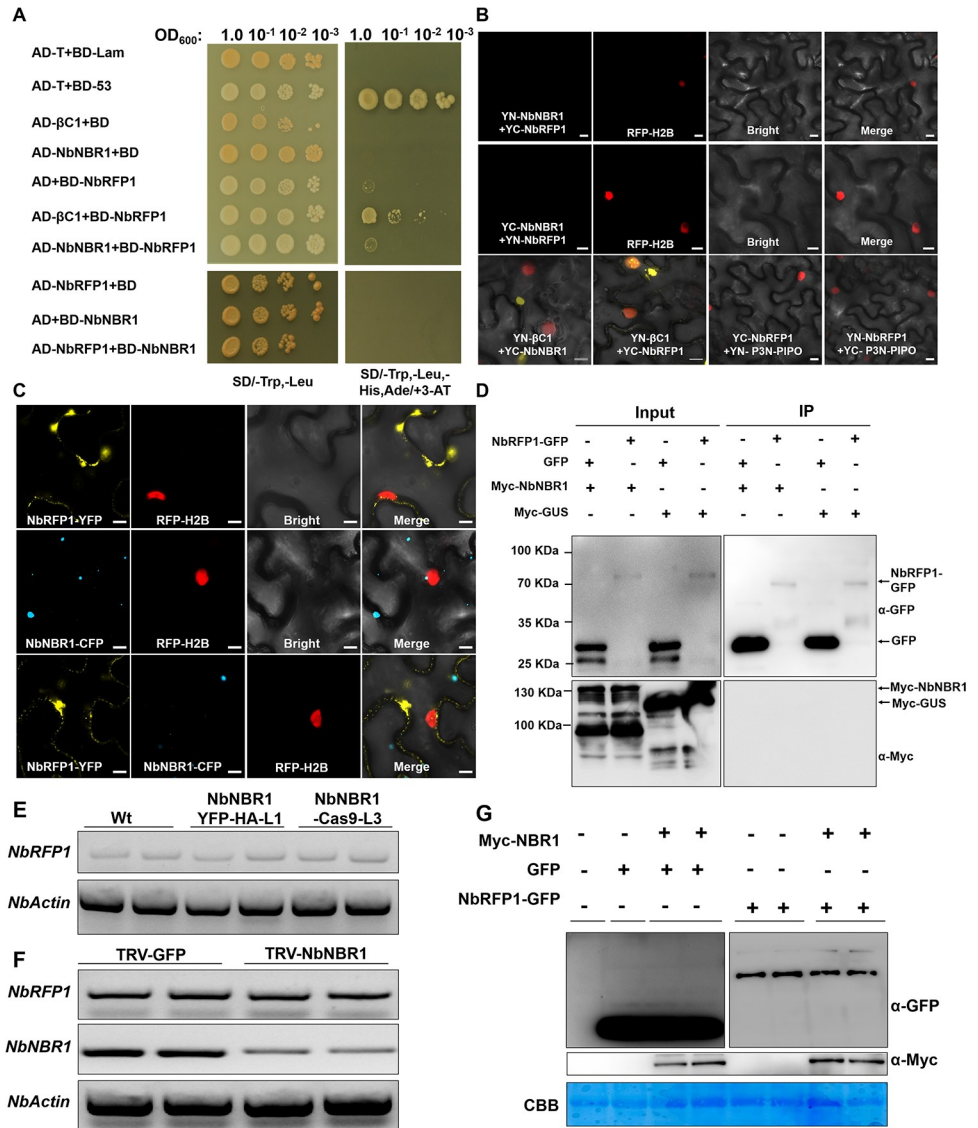 A
OD600: 1.0 10-1 10-2 10-3 1.0 10-1 10-2 10-3
AD-T+BD-Lam
AD-T+BD-53
AD-βC1+BD
AD-NbNBR1+BD
AD+BD-NbRFP1
AD-βC1+BD-NbRFP1
AD-NbNBR1+BD-NbRFP1
AD-NbRFP1+BD
AD+BD-NbNBR1
AD-NbRFP1+BD-NbNBR1
SD/-Trp,-Leu
SD/-Trp,-Leu,-
His,Ade/+3-AT
B
YN-NbNBR1
+YC-NbRFP1
RFP-H2B
Bright
Merge
YC-NbNBR1
+YN-NbRFP1
RFP-H2B
Bright
Merge
YN-βC1
+YC-NbNBR1
YN-βC1
+YC-NbRFP1
YC-NbRFP1
+YN- P3N-PIPO
YN-NbRFP1
+YC- P3N-PIPO
C
NbRFP1-YFP
RFP-H2B
Bright
Merge
NbNBR1-CFP
RFP-H2B
Bright
Merge
NbRFP1-YFP
NbNBR1-CFP
RFP-H2B
Merge
D
Input
IP
NbRFP1-GFP - + - + - + - +
GFP + - + - + - + -
Myc-NbNBR1 + + - - + + - -
Myc-GUS - - + + - - + +
100 KDa
70 KDa
35 KDa
25 KDa
130 KDa
100 KDa
NbRFP1-
GFP
α-GFP
GFP
Myc-NbNBR1
Myc-GUS
α-Myc
E
Wt
NbNBR1
YFP-HA-L1
NbNBR1
-Cas9-L3
NbRFP1
NbActin
F
TRV-GFP
TRV-NbNBR1
NbRFP1
NbNBR1
NbActin
G
Myc-NBR1 - - + + - - + +
GFP - + + + - - - -
NbRFP1-GFP - - - - + + + +
α-GFP
α-Myc
CBB